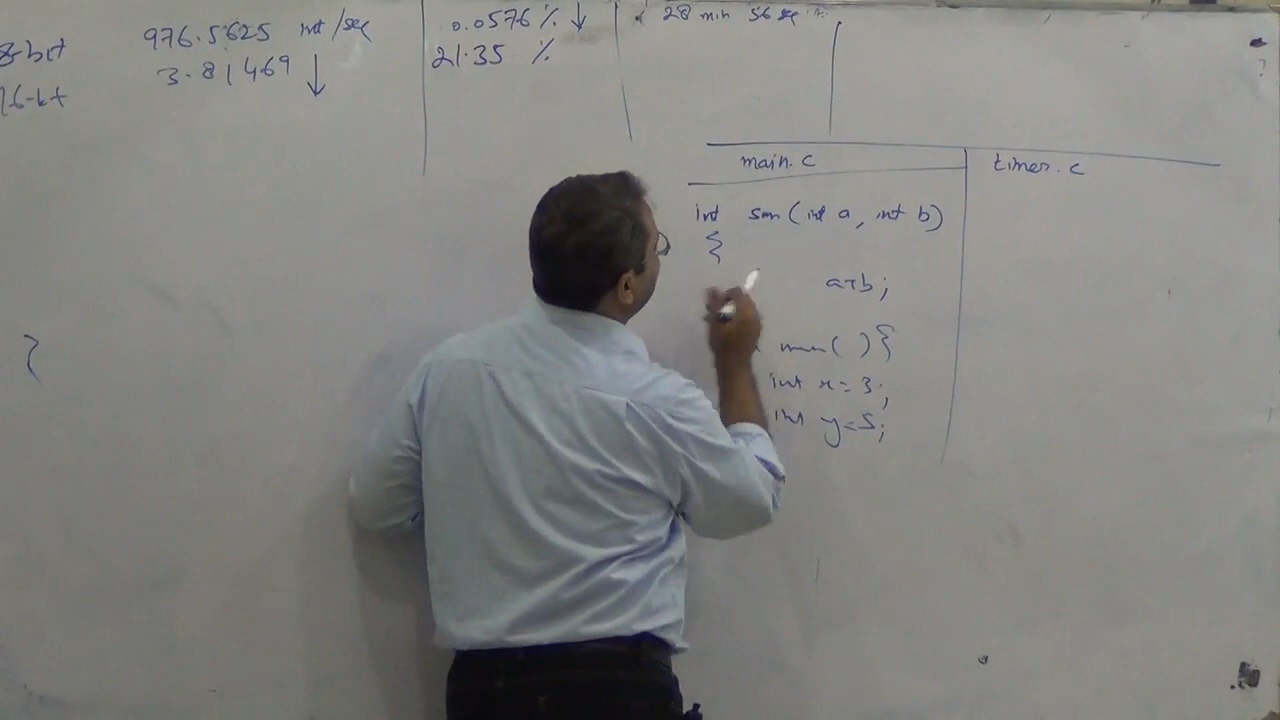 8-bit 976.5625 int/sec 0.0576 % ↓ 28 min 56 sec
16-bit 3.81469 ↓ 21.35 %
main.c timer.c
int sum(int a, int b)
{
a+b;
main( ){
int x=3;
int y=5;
}